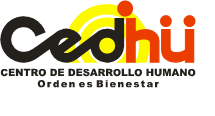 cedhü
CENTRO DE DESARROLLO HUMANO
Orden es Bienestar